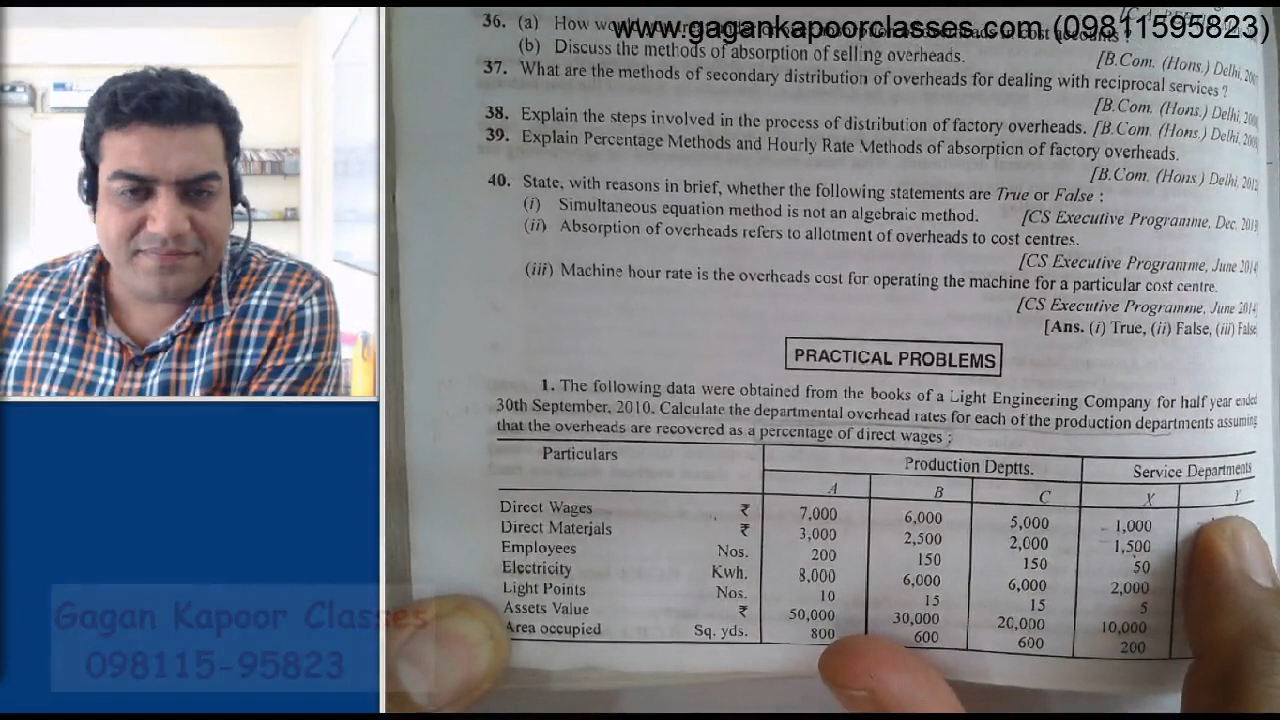 www.gagankapoorclasses.com (09811595823)
36. (a) How
(b) Discuss the methods of absorption of selling overheads.
[B.Com. (Hons.) Delhi,
37. What are the methods of secondary distribution of overheads for dealing with reciprocal services ?
[B.Com. (Hons.) Delhi,
38. Explain the steps involved in the process of distribution of factory overheads. [B.Com. (Hons.) Delhi,
39. Explain Percentage Methods and Hourly Rate Methods of absorption of factory overheads.
[B.Com. (Hons.) Delhi, 2012
40. State, with reasons in brief, whether the following statements are True or False :
(i) Simultaneous equation method is not an algebraic method. [CS Executive Programme, Dec.
(ii) Absorption of overheads refers to allotment of overheads to cost centres.
[CS Executive Programme, June 2014
(iii) Machine hour rate is the overheads cost for operating the machine for a particular cost centre.
[CS Executive Programme, June 2014
[Ans. (i) True, (ii) False, (iii) False
PRACTICAL PROBLEMS
1. The following data were obtained from the books of a Light Engineering Company for half year ended
30th September, 2010. Calculate the departmental overhead rates for each of the production departments assuming
that the overheads are recovered as a percentage of direct wages :
Particulars Production Deptts. Service Departments
A B C X Y
Direct Wages ₹ 7,000 6,000 5,000 1,000
Direct Materials ₹ 3,000 2,500 2,000 1,500
Employees Nos. 200 150 150 50
Electricity Kwh. 8,000 6,000 6,000 2,000
Light Points Nos. 10 15 15 5
Assets Value ₹ 50,000 30,000 20,000 10,000
Area occupied Sq. yds. 800 600 600 200
Gagan Kapoor Classes
098115-95823